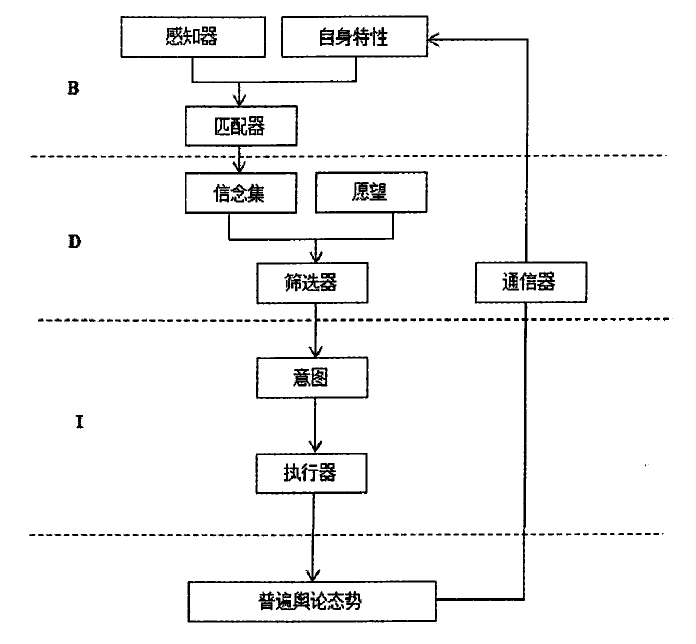 感知器
自身特性
B
匹配器
信念集
愿望
D
筛选器
通信器
意图
I
执行器
普遍舆论态势